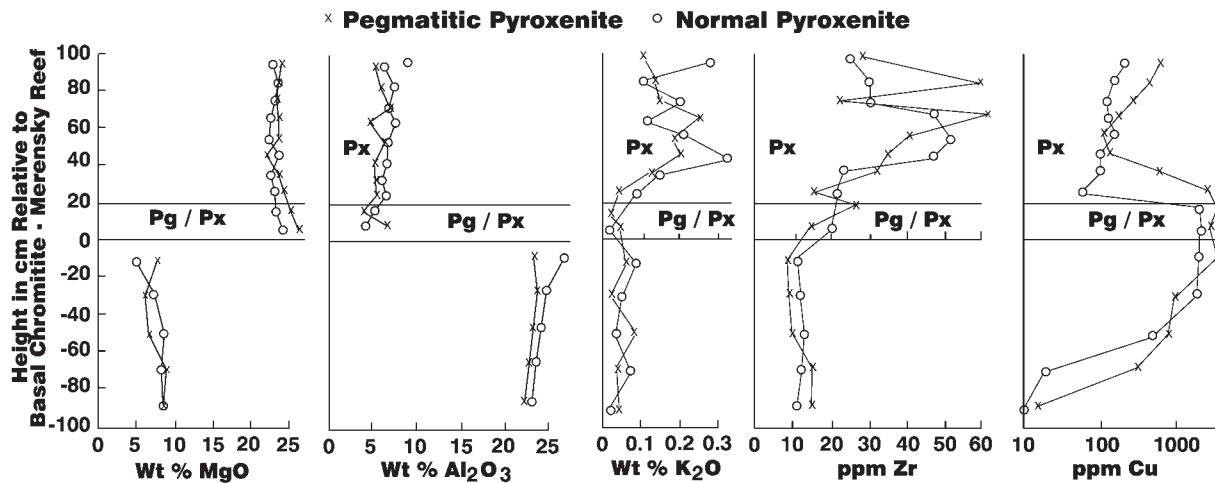 × Pegmatitic Pyroxenite ○ Normal Pyroxenite
Height in cm Relative to
Basal Chromitite - Merensky Reef
100
80
60
40
20
0
-20
-40
-60
-80
-100
Px
Pg / Px
0 5 10 15 20 25
Wt % MgO
Px
Pg / Px
0 5 10 15 20 25
Wt % Al₂O₃
Px
Pg / Px
0 0.1 0.2 0.3
Wt % K₂O
Px
Pg / Px
0 10 20 30 40 50 60
ppm Zr
Px
Pg / Px
10 100 1000
ppm Cu